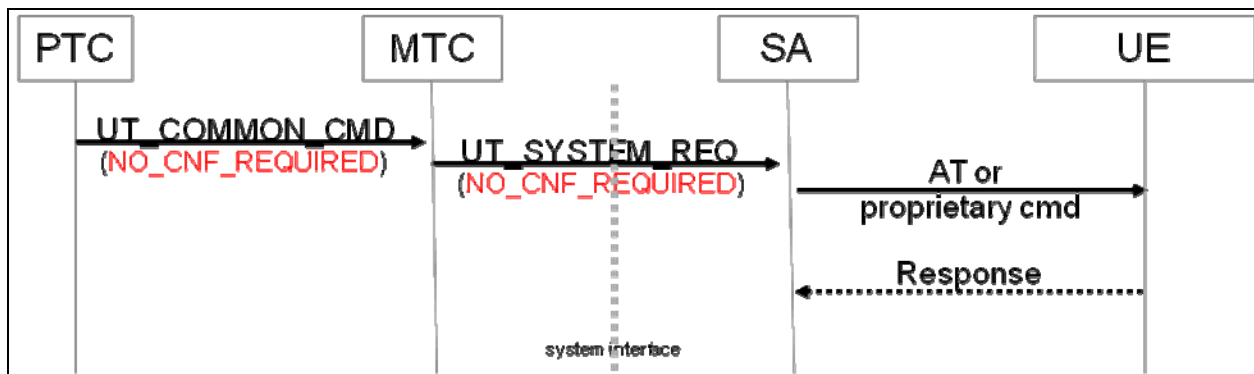 PTC
MTC
SA
UE
UT_COMMON_CMD
(NO_CNF_REQUIRED)
UT_SYSTEM_REQ
(NO_CNF_REQUIRED)
AT or
proprietary cmd
Response
system interface